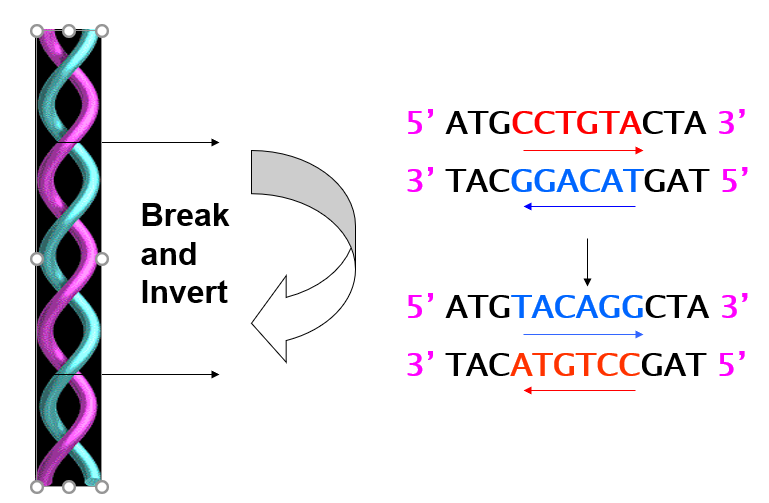 Break
and
Invert
5’ ATGCCTGTACTA 3’
3’ TACGGACATGAT 5’
5’ ATGTACAGGCTA 3’
3’ TACATGTCCGAT 5’